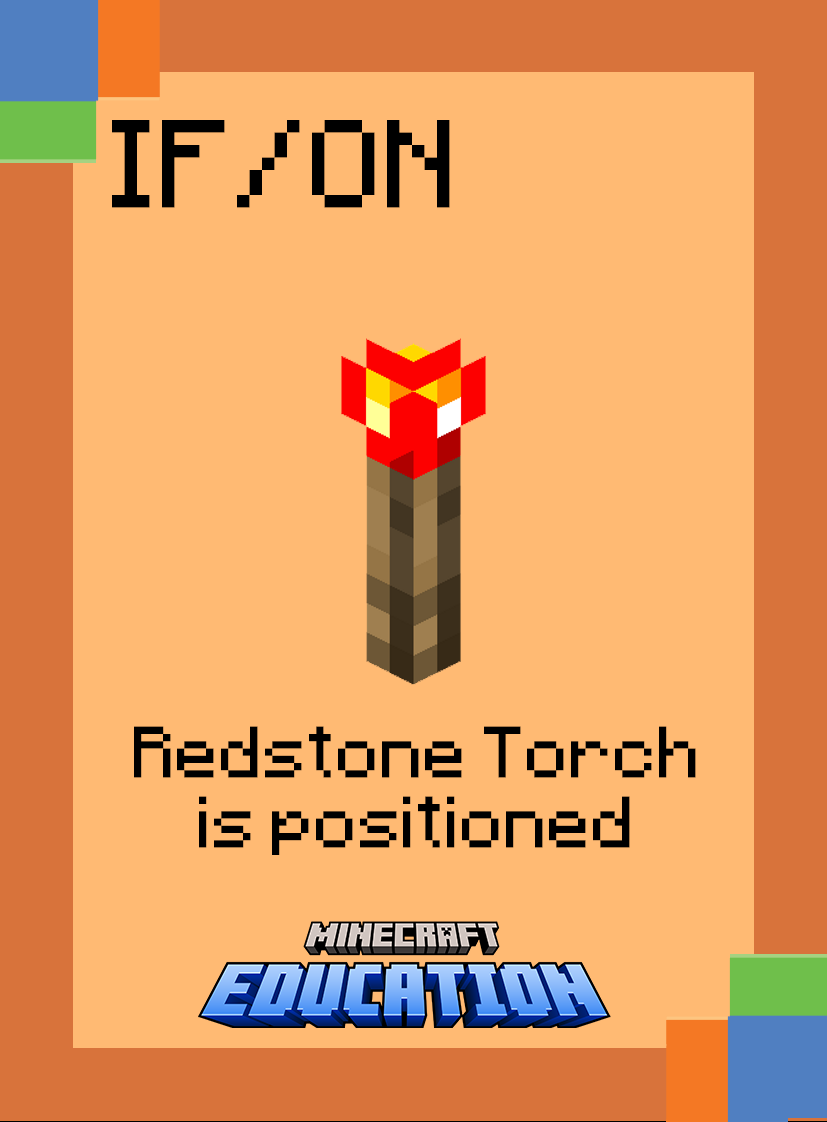 IF/ON
Redstone Torch
is positioned
MINECRAFT
EDUCATION